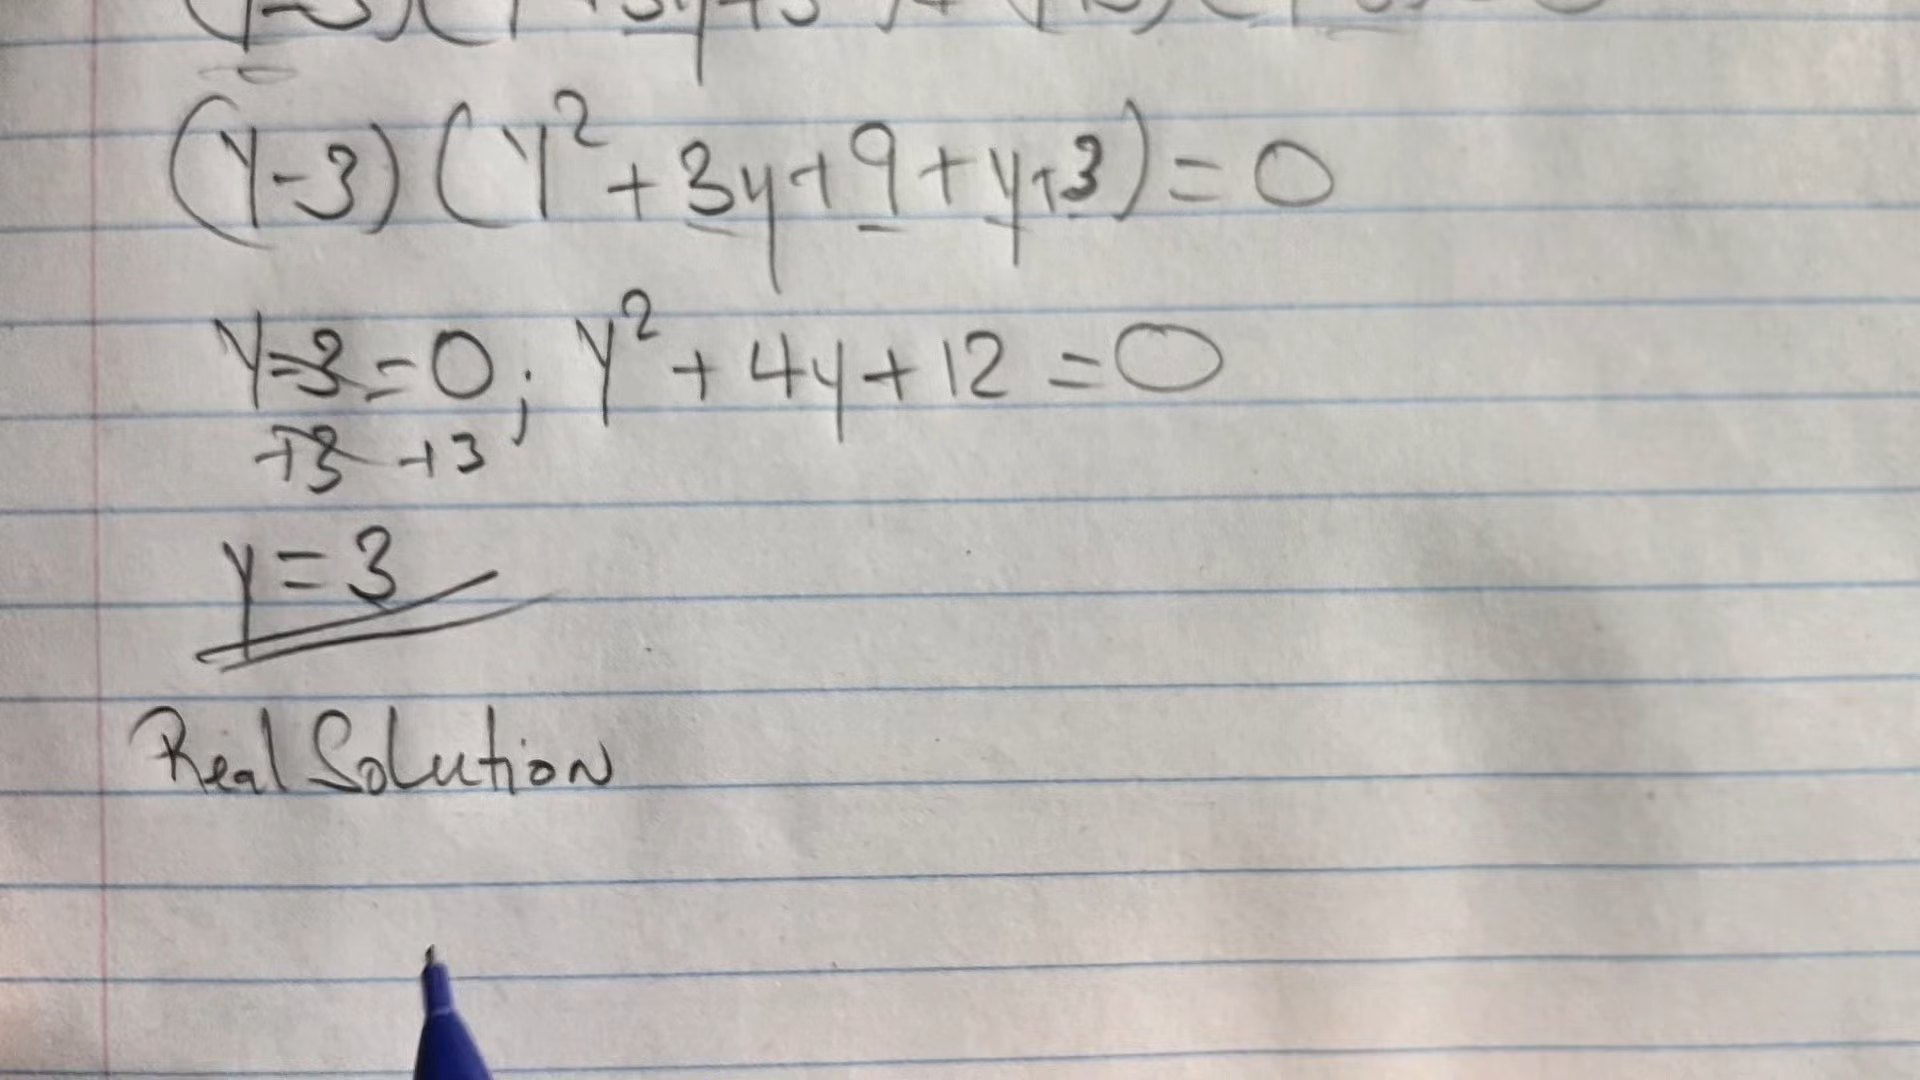 (y-3)(y²+3y+9+y+3)=0
y-3=0; y²+4y+12=0
+3 +3
y=3
Real Solution